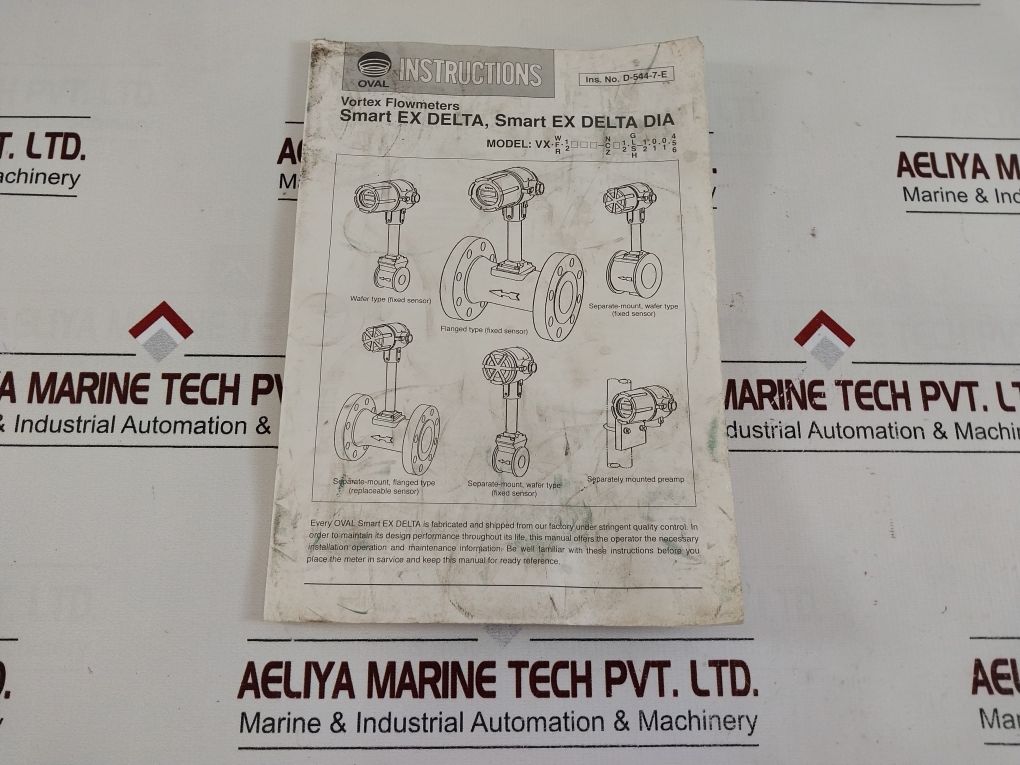 OVAL
INSTRUCTIONS
Ins. No. D-544-7-E
Vortex Flowmeters
Smart EX DELTA, Smart EX DELTA DIA
MODEL: VX-
Wafer type (fixed sensor)
Flanged type (fixed sensor)
Separate-mount, wafer type
(fixed sensor)
Separate-mount, flanged type
(replaceable sensor)
Separate-mount, wafer type
(fixed sensor)
Separately mounted preamp
Every OVAL Smart EX DELTA is fabricated and shipped from our factory under stringent quality control. In
order to maintain its design performance throughout its life, this manual offers the operator the necessary
installation operation and maintenance information. Be well familiar with these instructions before you
place the meter in service and keep this manual for ready reference.
T. LTD.
achinery
AELIYA M
Marine & Ind
YA MARINE TECH PV
& Industrial Automation &
MARINE TECH PVT. LT
dustrial Automation & Machin
AELIYA MARINE TECH PVT. LTD.
Marine & Industrial Automation & Machinery
D.
y
AEL
Mar